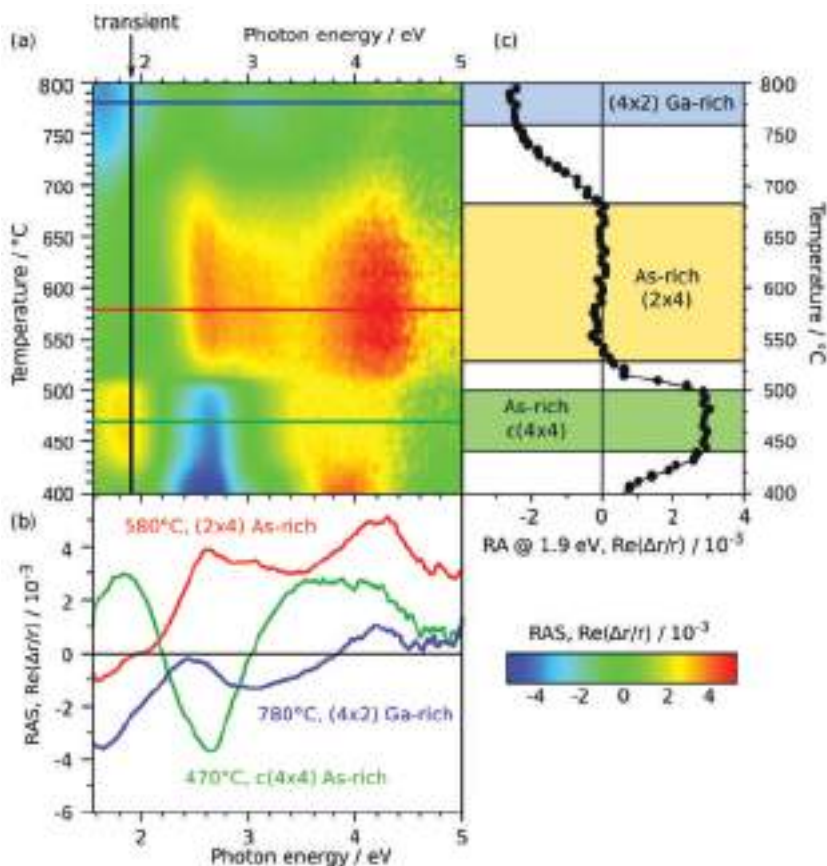 transient
(a)
Photon energy / eV
(c)
2 3 4 5
800
750
700
650
600
550
500
450
400
Temperature / °C
(4x2) Ga-rich
As-rich
(2x4)
As-rich
c(4x4)
800
750
700
650
600
550
500
450
400
Temperature / °C
-2 0 2 4
RA @ 1.9 eV, Re(Δr/r) / 10⁻³
(b)
580°C, (2x4) As-rich
4
2
0
-2
-4
-6
RAS, Re(Δr/r) / 10⁻³
780°C, (4x2) Ga-rich
470°C, c(4x4) As-rich
2 3 4 5
Photon energy / eV
RAS, Re(Δr/r) / 10⁻³
-4 -2 0 2 4